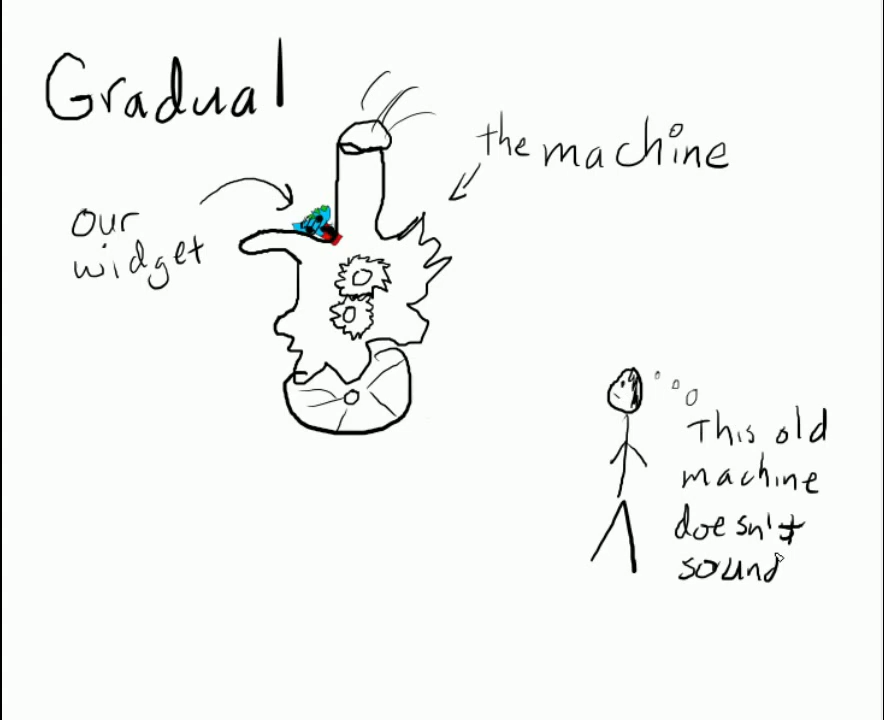 Gradual
the machine
our
widget
This old
machine
doesn't
sound